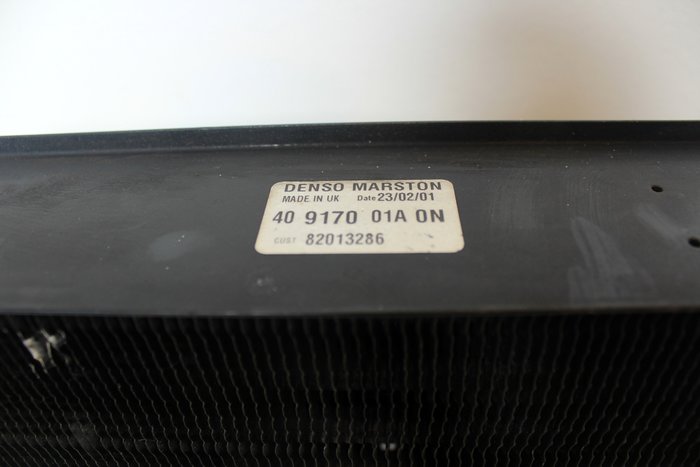 DENSO MARSTON
MADE IN UK Date 23/02/01
40 9170 01A 0N
CUST 82013286